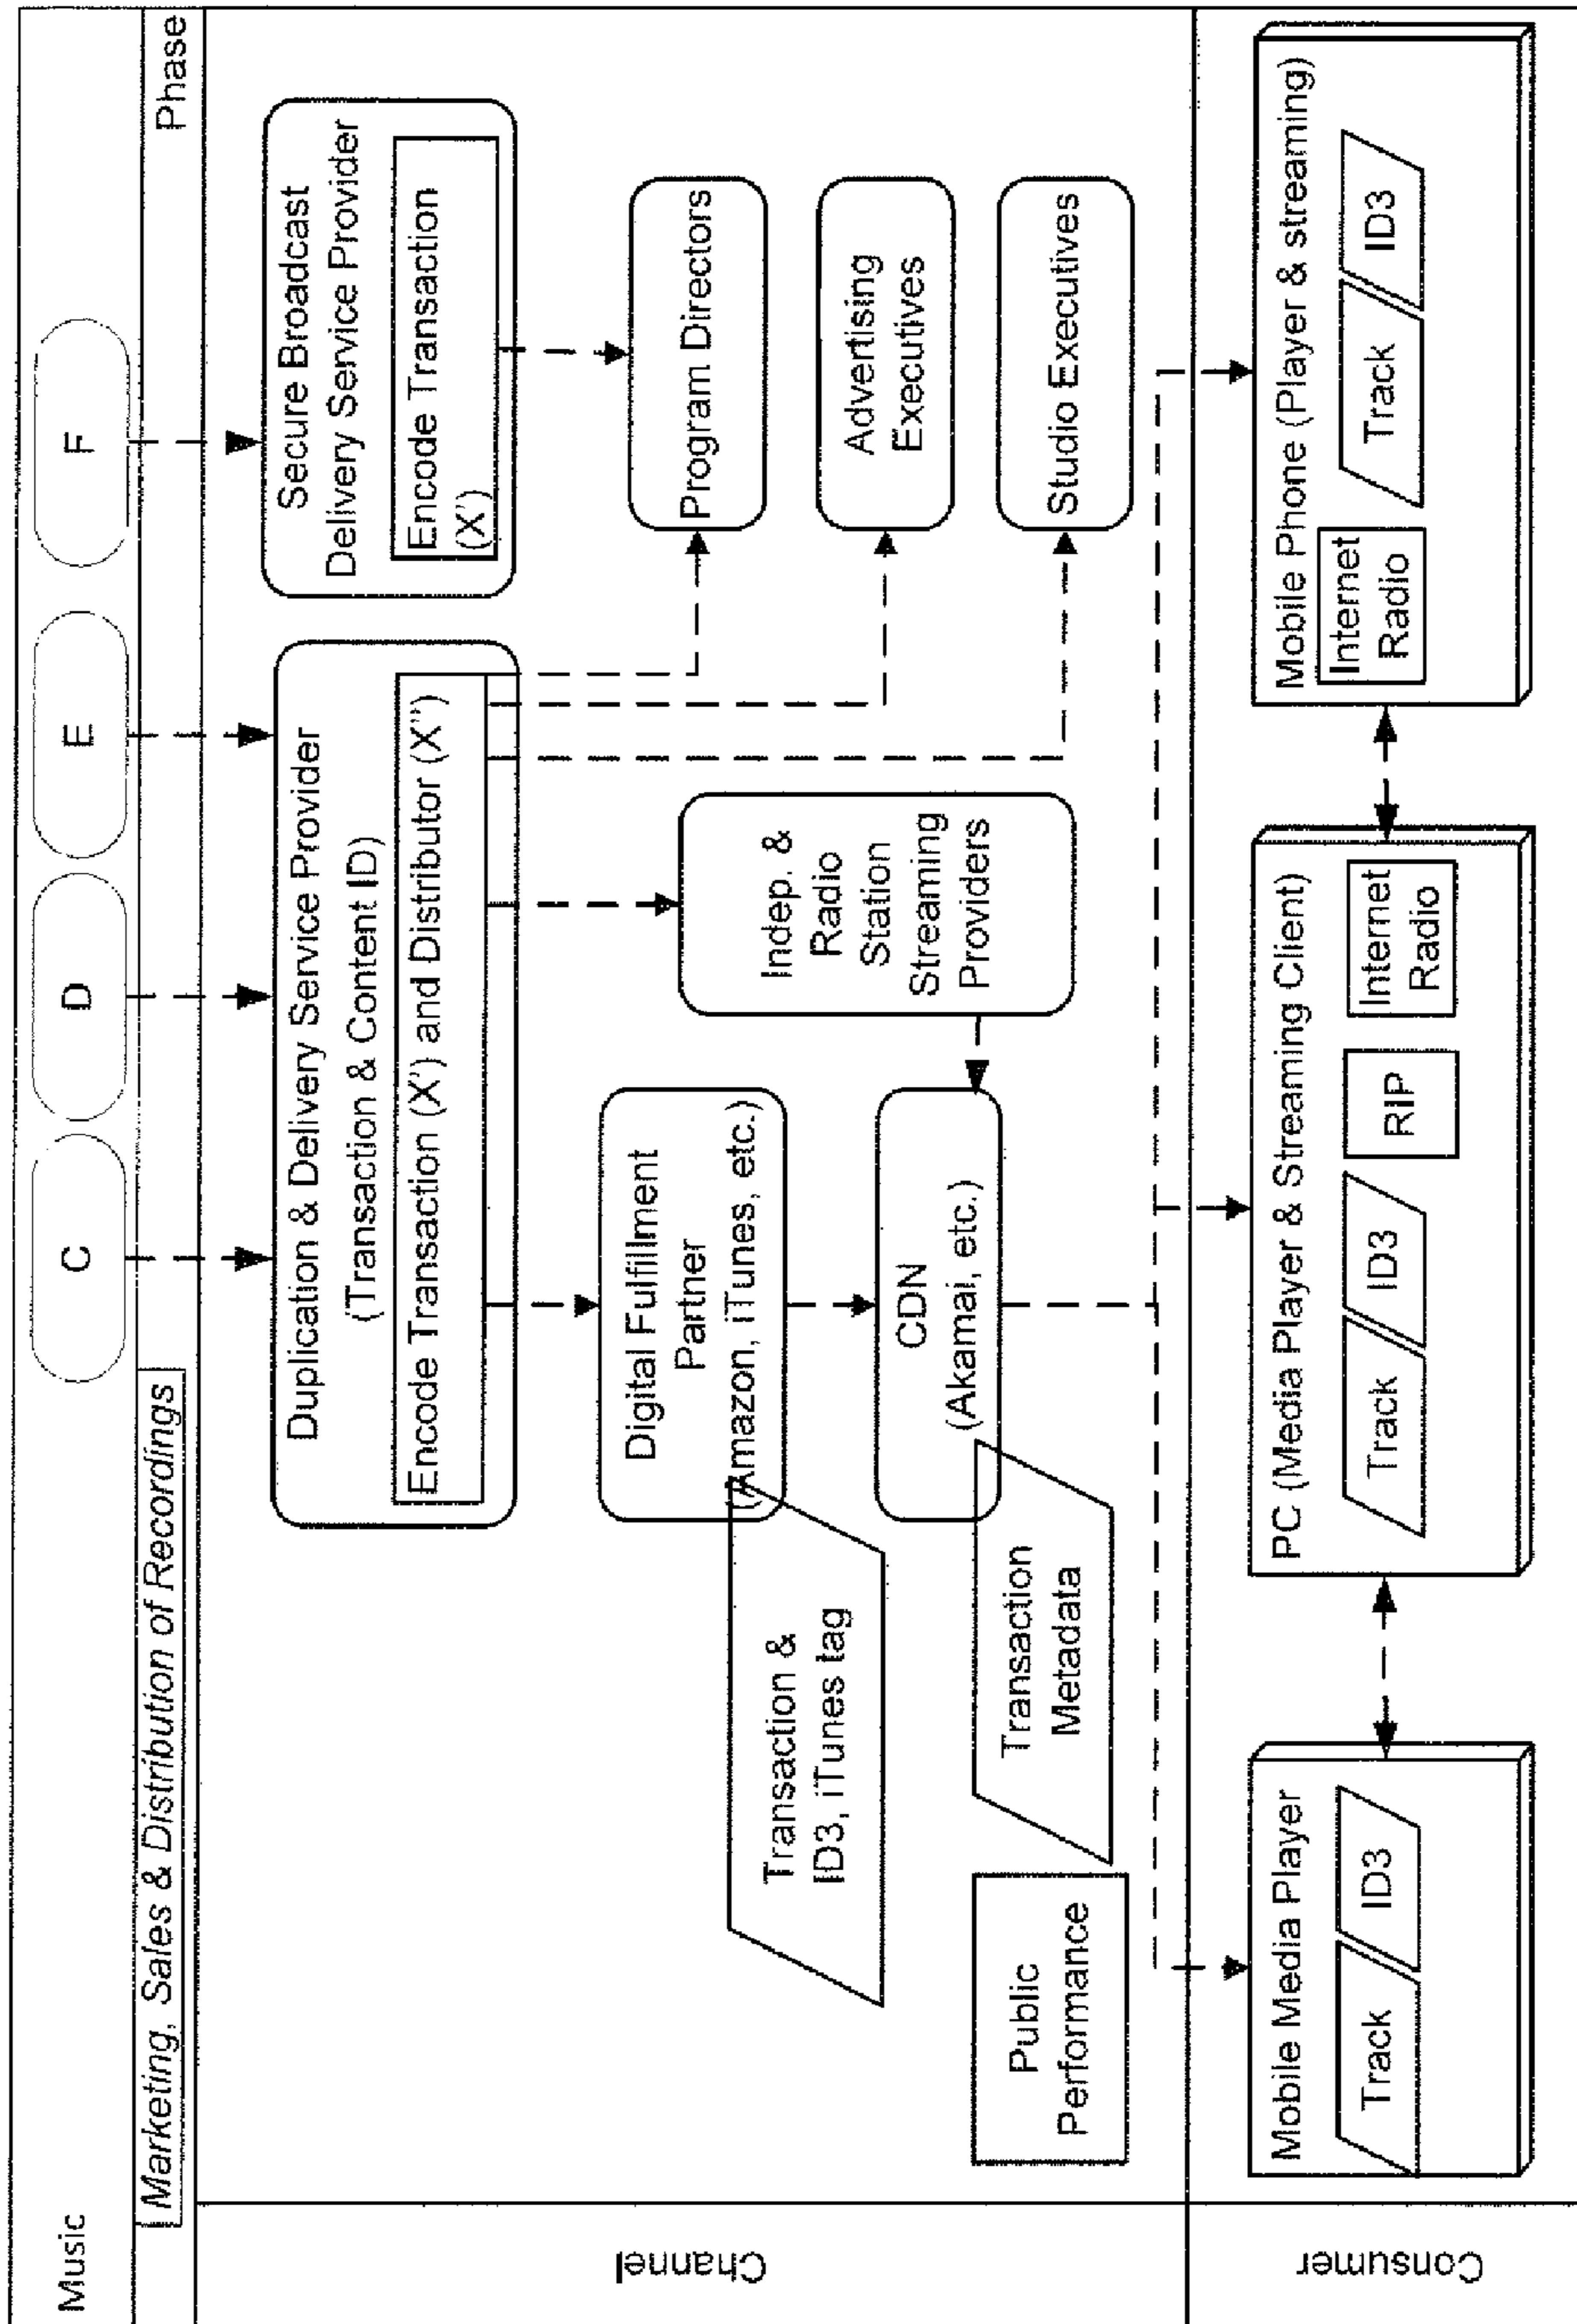 Music
C
D
E
F
Marketing, Sales & Distribution of Recordings
Phase
Channel
Duplication & Delivery Service Provider
(Transaction & Content ID)
Encode Transaction (X') and Distributor (X'')
Secure Broadcast
Delivery Service Provider
Encode Transaction
(X')
Digital Fulfillment
Partner
(Amazon, iTunes, etc.)
Transaction &
ID3, iTunes tag
Indep. &
Radio
Station
Streaming
Providers
Program Directors
Advertising
Executives
Studio Executives
CDN
(Akamai, etc.)
Transaction
Metadata
Public
Performance
Consumer
Mobile Media Player
Track
ID3
PC (Media Player & Streaming Client)
Track
ID3
RIP
Internet
Radio
Mobile Phone (Player & streaming)
Internet
Radio
Track
ID3